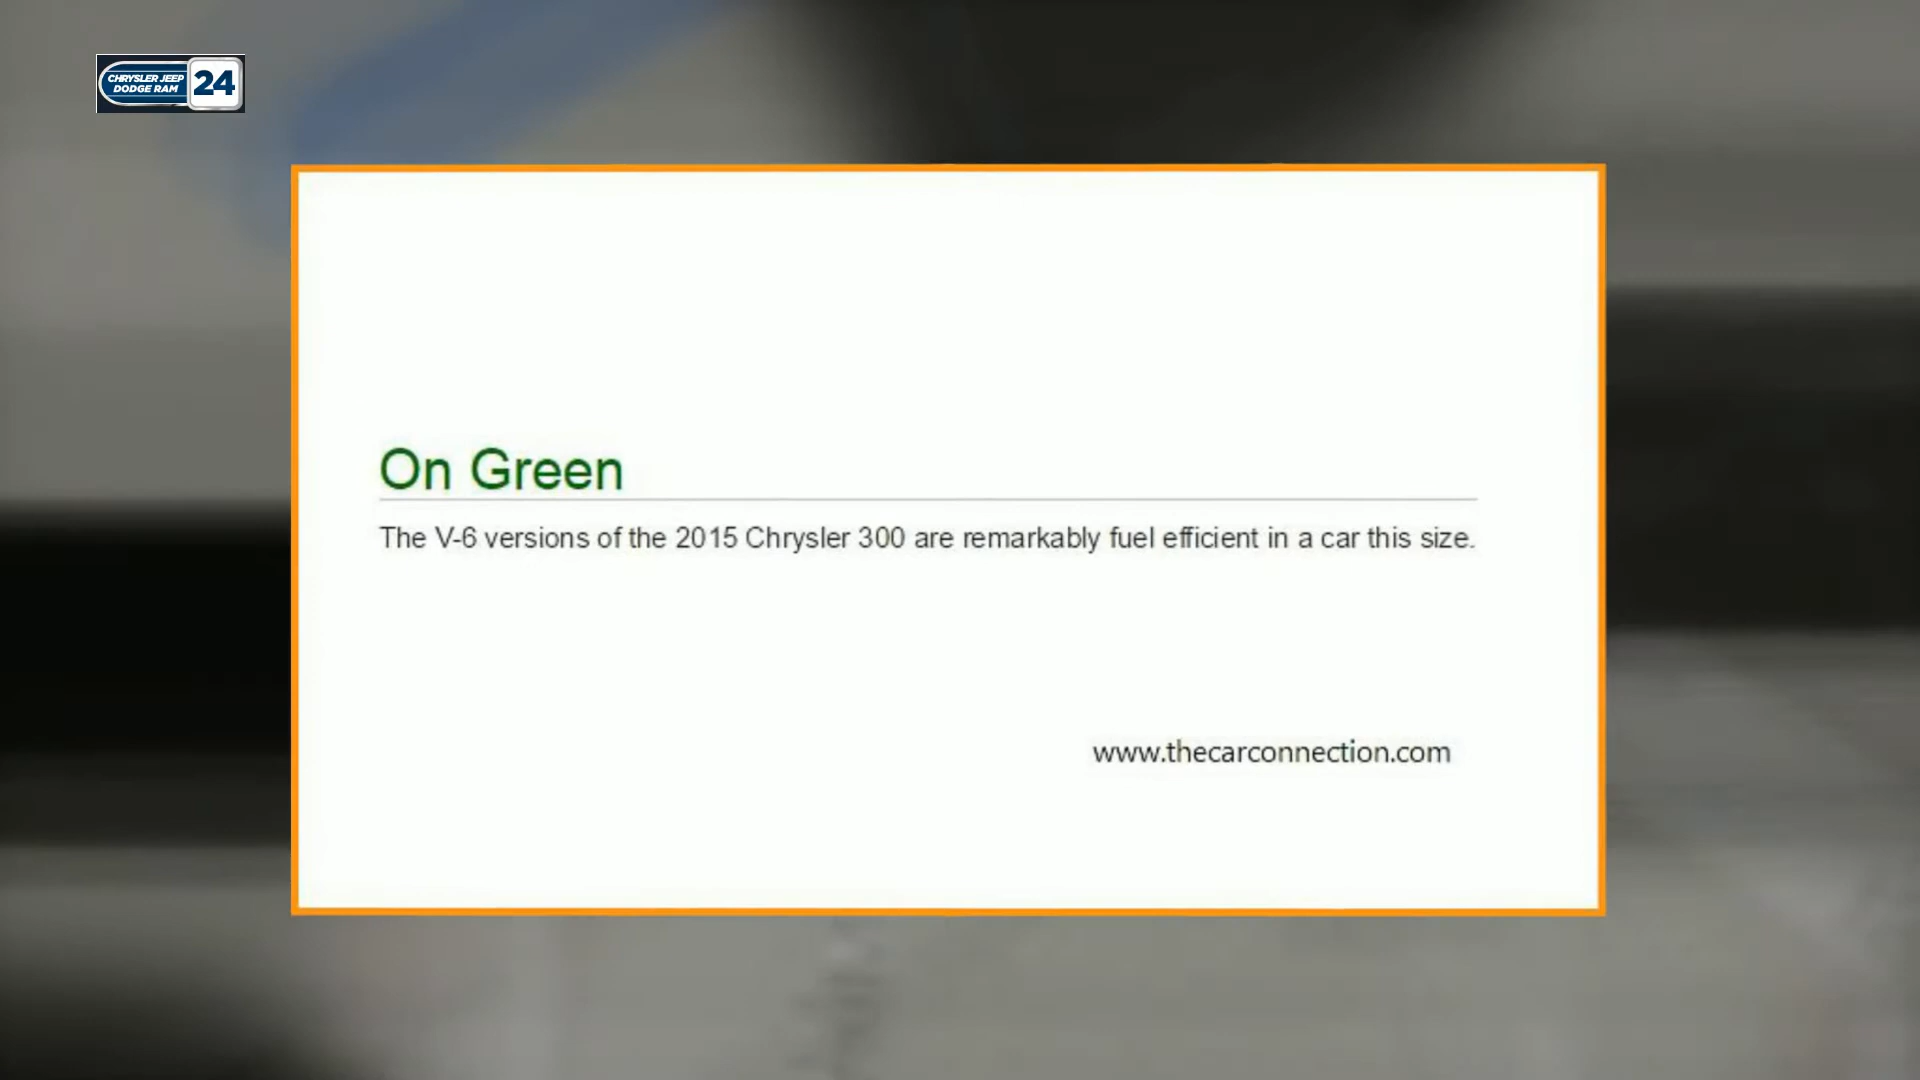 CHRYSLER JEEP
DODGE RAM
24
On Green
The V-6 versions of the 2015 Chrysler 300 are remarkably fuel efficient in a car this size.
www.thecarconnection.com